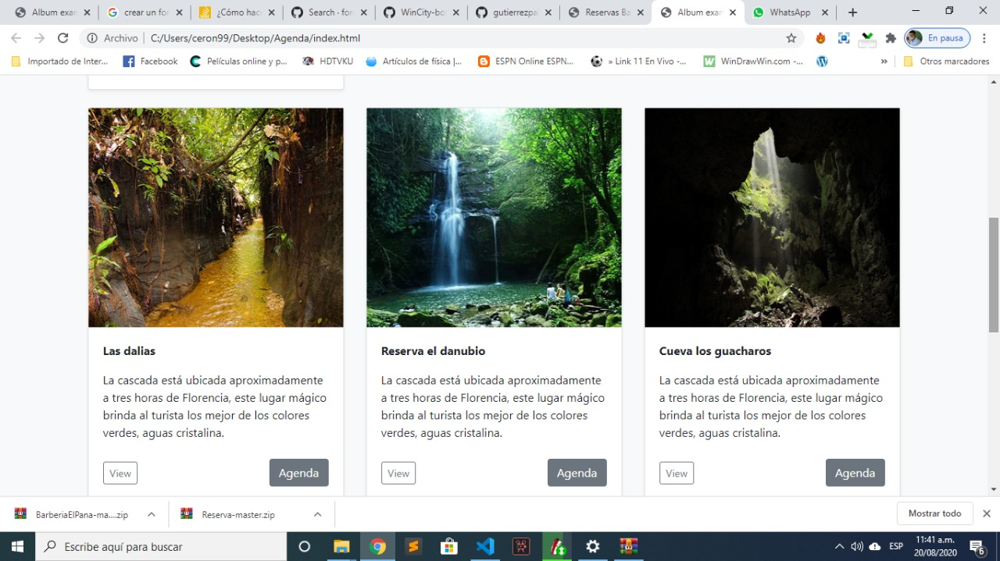 Album exan
crear un for
¿Cómo hac
Search · for
WinCity-bo
gutierrezpa
Reservas Ba
Album exan
WhatsApp
Archivo | C:/Users/ceron99/Desktop/Agenda/index.html
En pausa
Importado de Inter...
Facebook
Películas online y p...
HDTVKU
Artículos de física |...
ESPN Online ESPN...
» Link 11 En Vivo -...
WinDrawWin.com -...
»
Otros marcadores
Las dalias
La cascada está ubicada aproximadamente
a tres horas de Florencia, este lugar mágico
brinda al turista los mejor de los colores
verdes, aguas cristalina.
View
Agenda
Reserva el danubio
La cascada está ubicada aproximadamente
a tres horas de Florencia, este lugar mágico
brinda al turista los mejor de los colores
verdes, aguas cristalina.
View
Agenda
Cueva los guacharos
La cascada está ubicada aproximadamente
a tres horas de Florencia, este lugar mágico
brinda al turista los mejor de los colores
verdes, aguas cristalina.
View
Agenda
BarberiaElPana-ma....zip
Reserva-master.zip
Mostrar todo
Escribe aquí para buscar
ESP
11:41 a.m.
20/08/2020
6